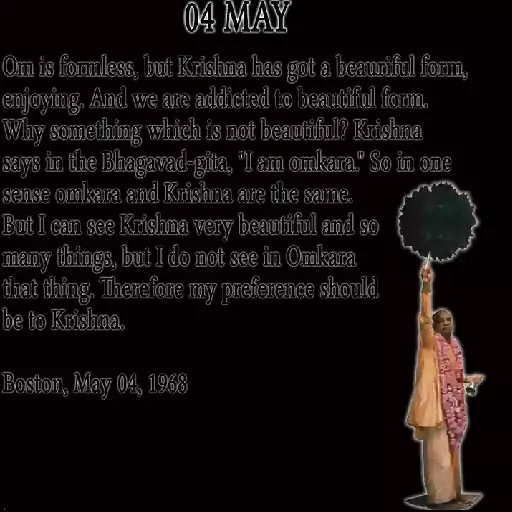 04 MAY
Om is formless, but Krishna has got a beauriful form,
enjoying. And we are addicted to beautiful form.
Why something which is not beautiful? Krishna
says in the Bhagavad-gita, "I am omkara." So in one
sense omkara and Krishna are the same.
But I can see Krishna very beautiful and so
many things, but I do not see in Omkara
that thing. Therefore my preference should
be to Krishna.
Boston, May 04, 1968